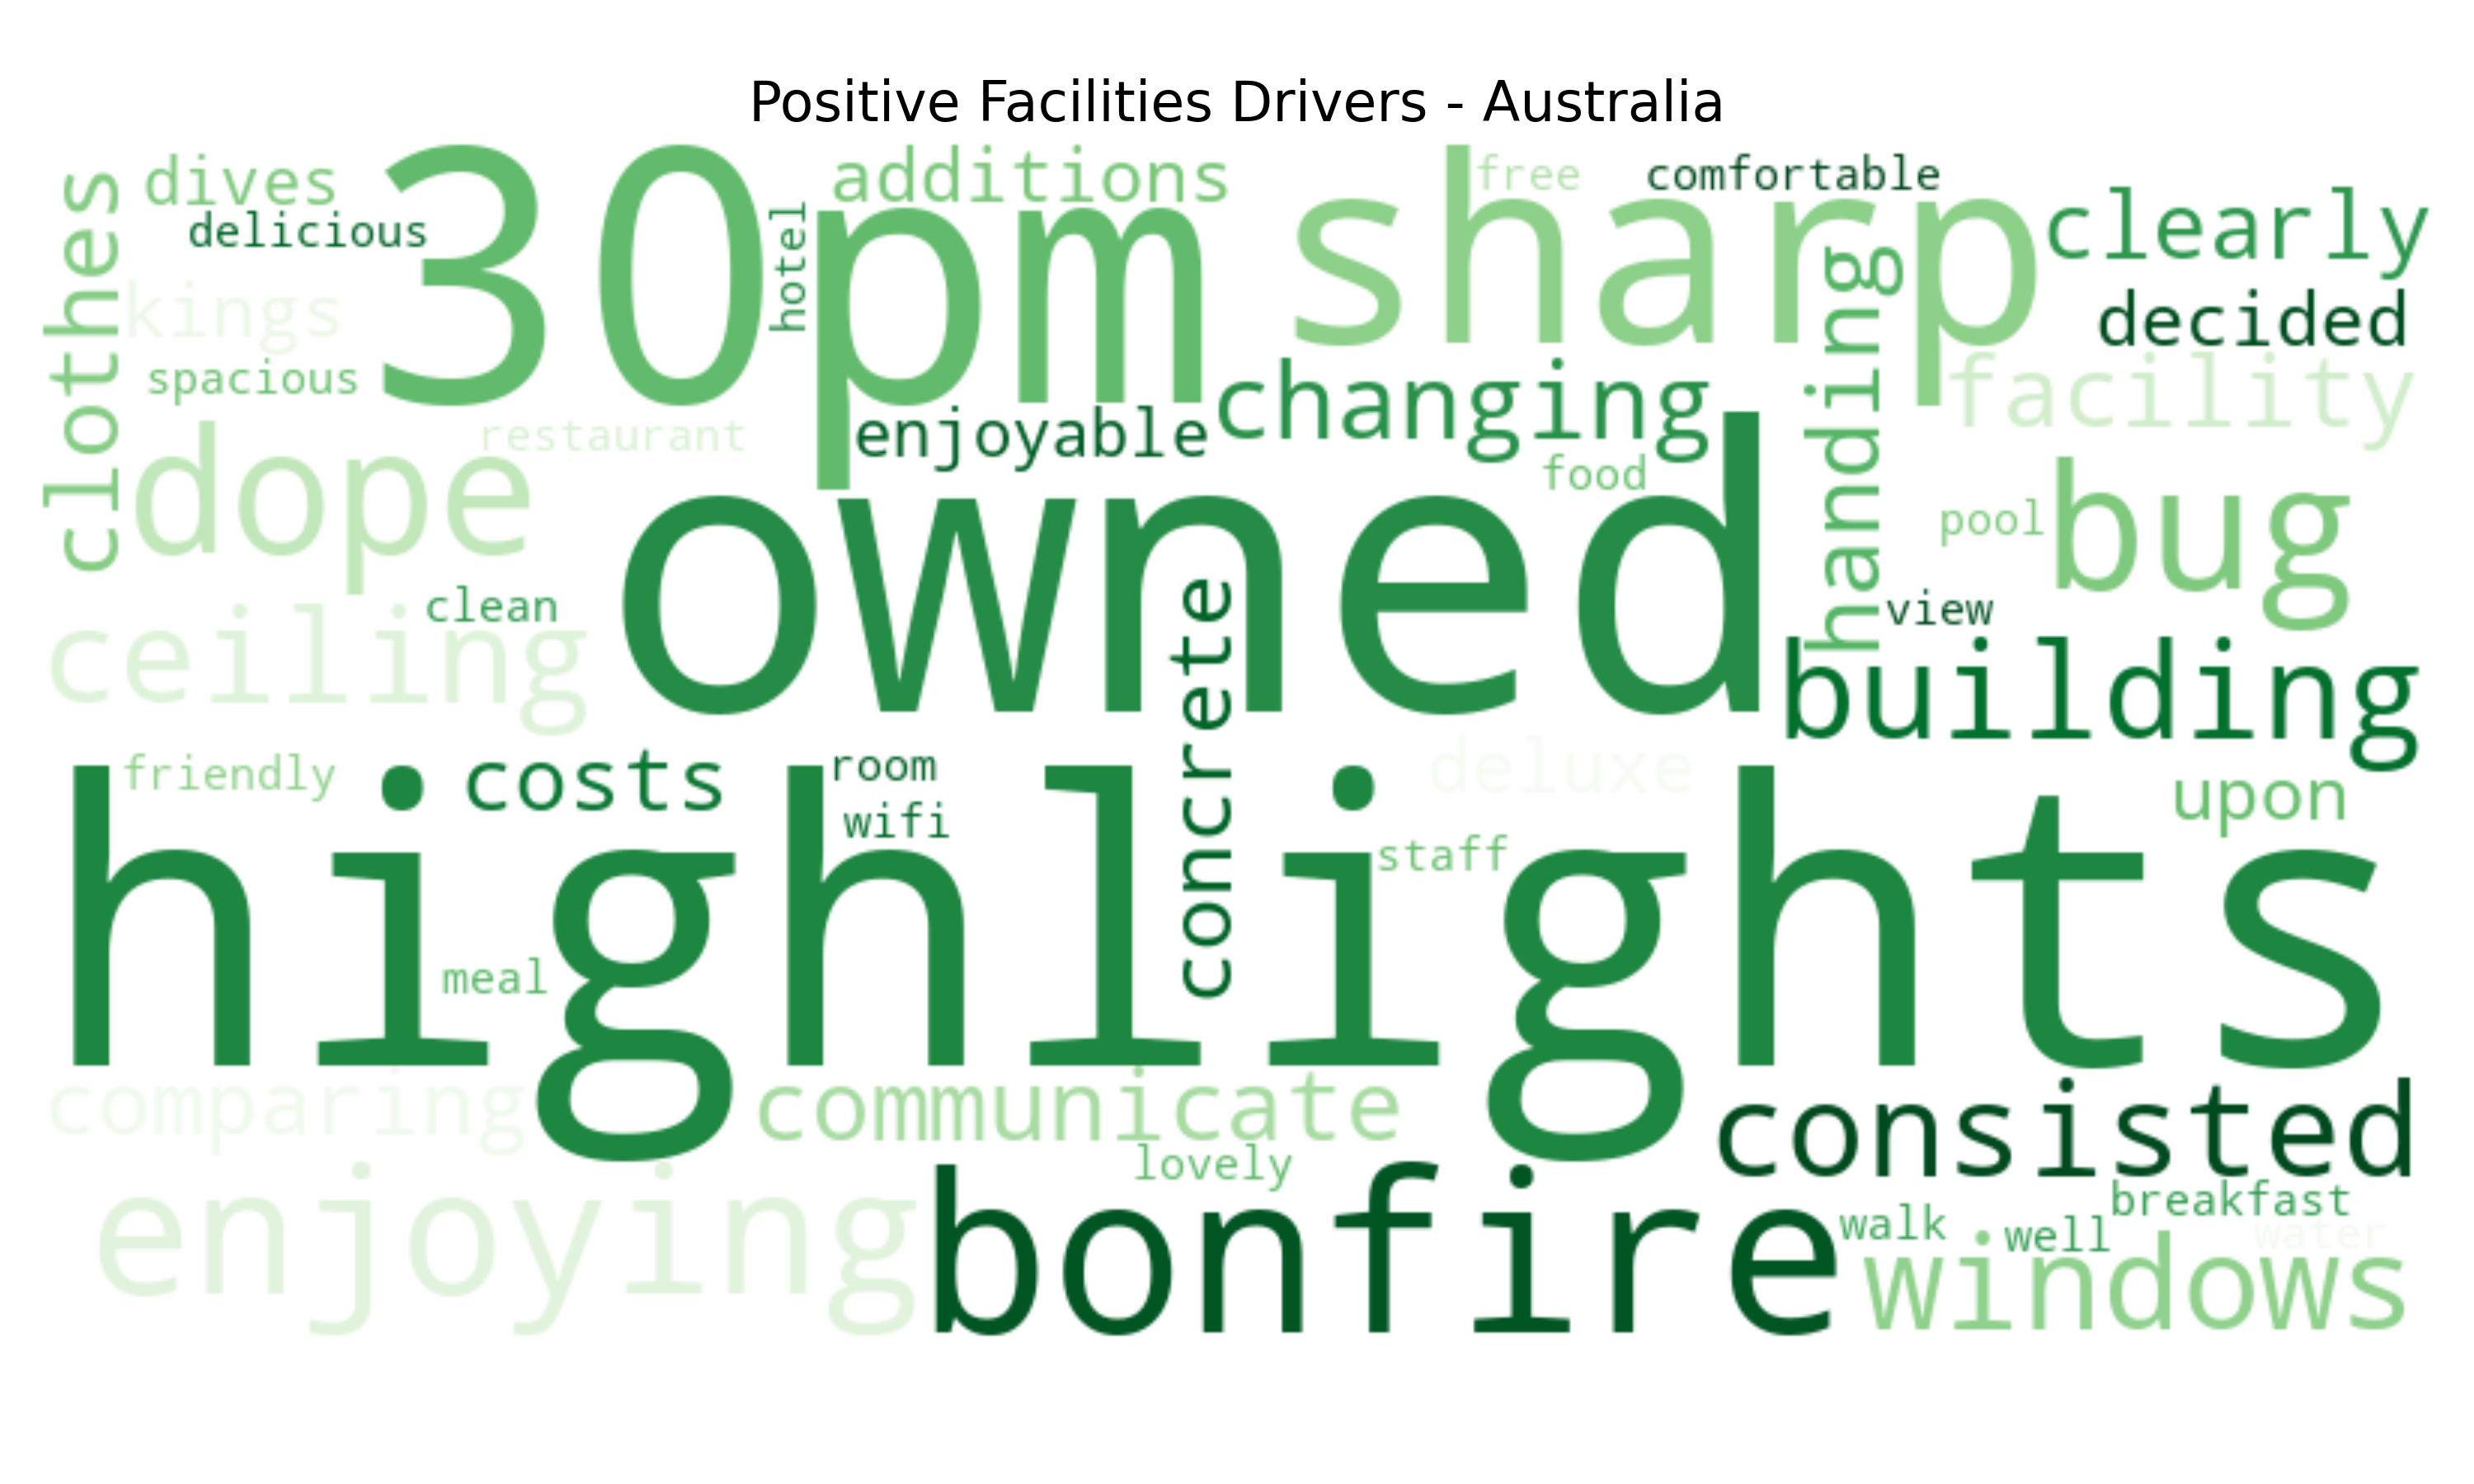 Positive Facilities Drivers - Australia
clothes
dives
delicious
kings
spacious
30pm
hotel
additions
sharp
free
comfortable
clearly
decided
handing
facility
changing
enjoyable
restaurant
dope
food
owned
pool
bug
view
clean
ceiling
concrete
building
friendly
costs
room
wifi
deluxe
upon
staff
highlights
meal
comparing
communicate
consisted
lovely
enjoying
bonfire
breakfast
walk
well
water
windows